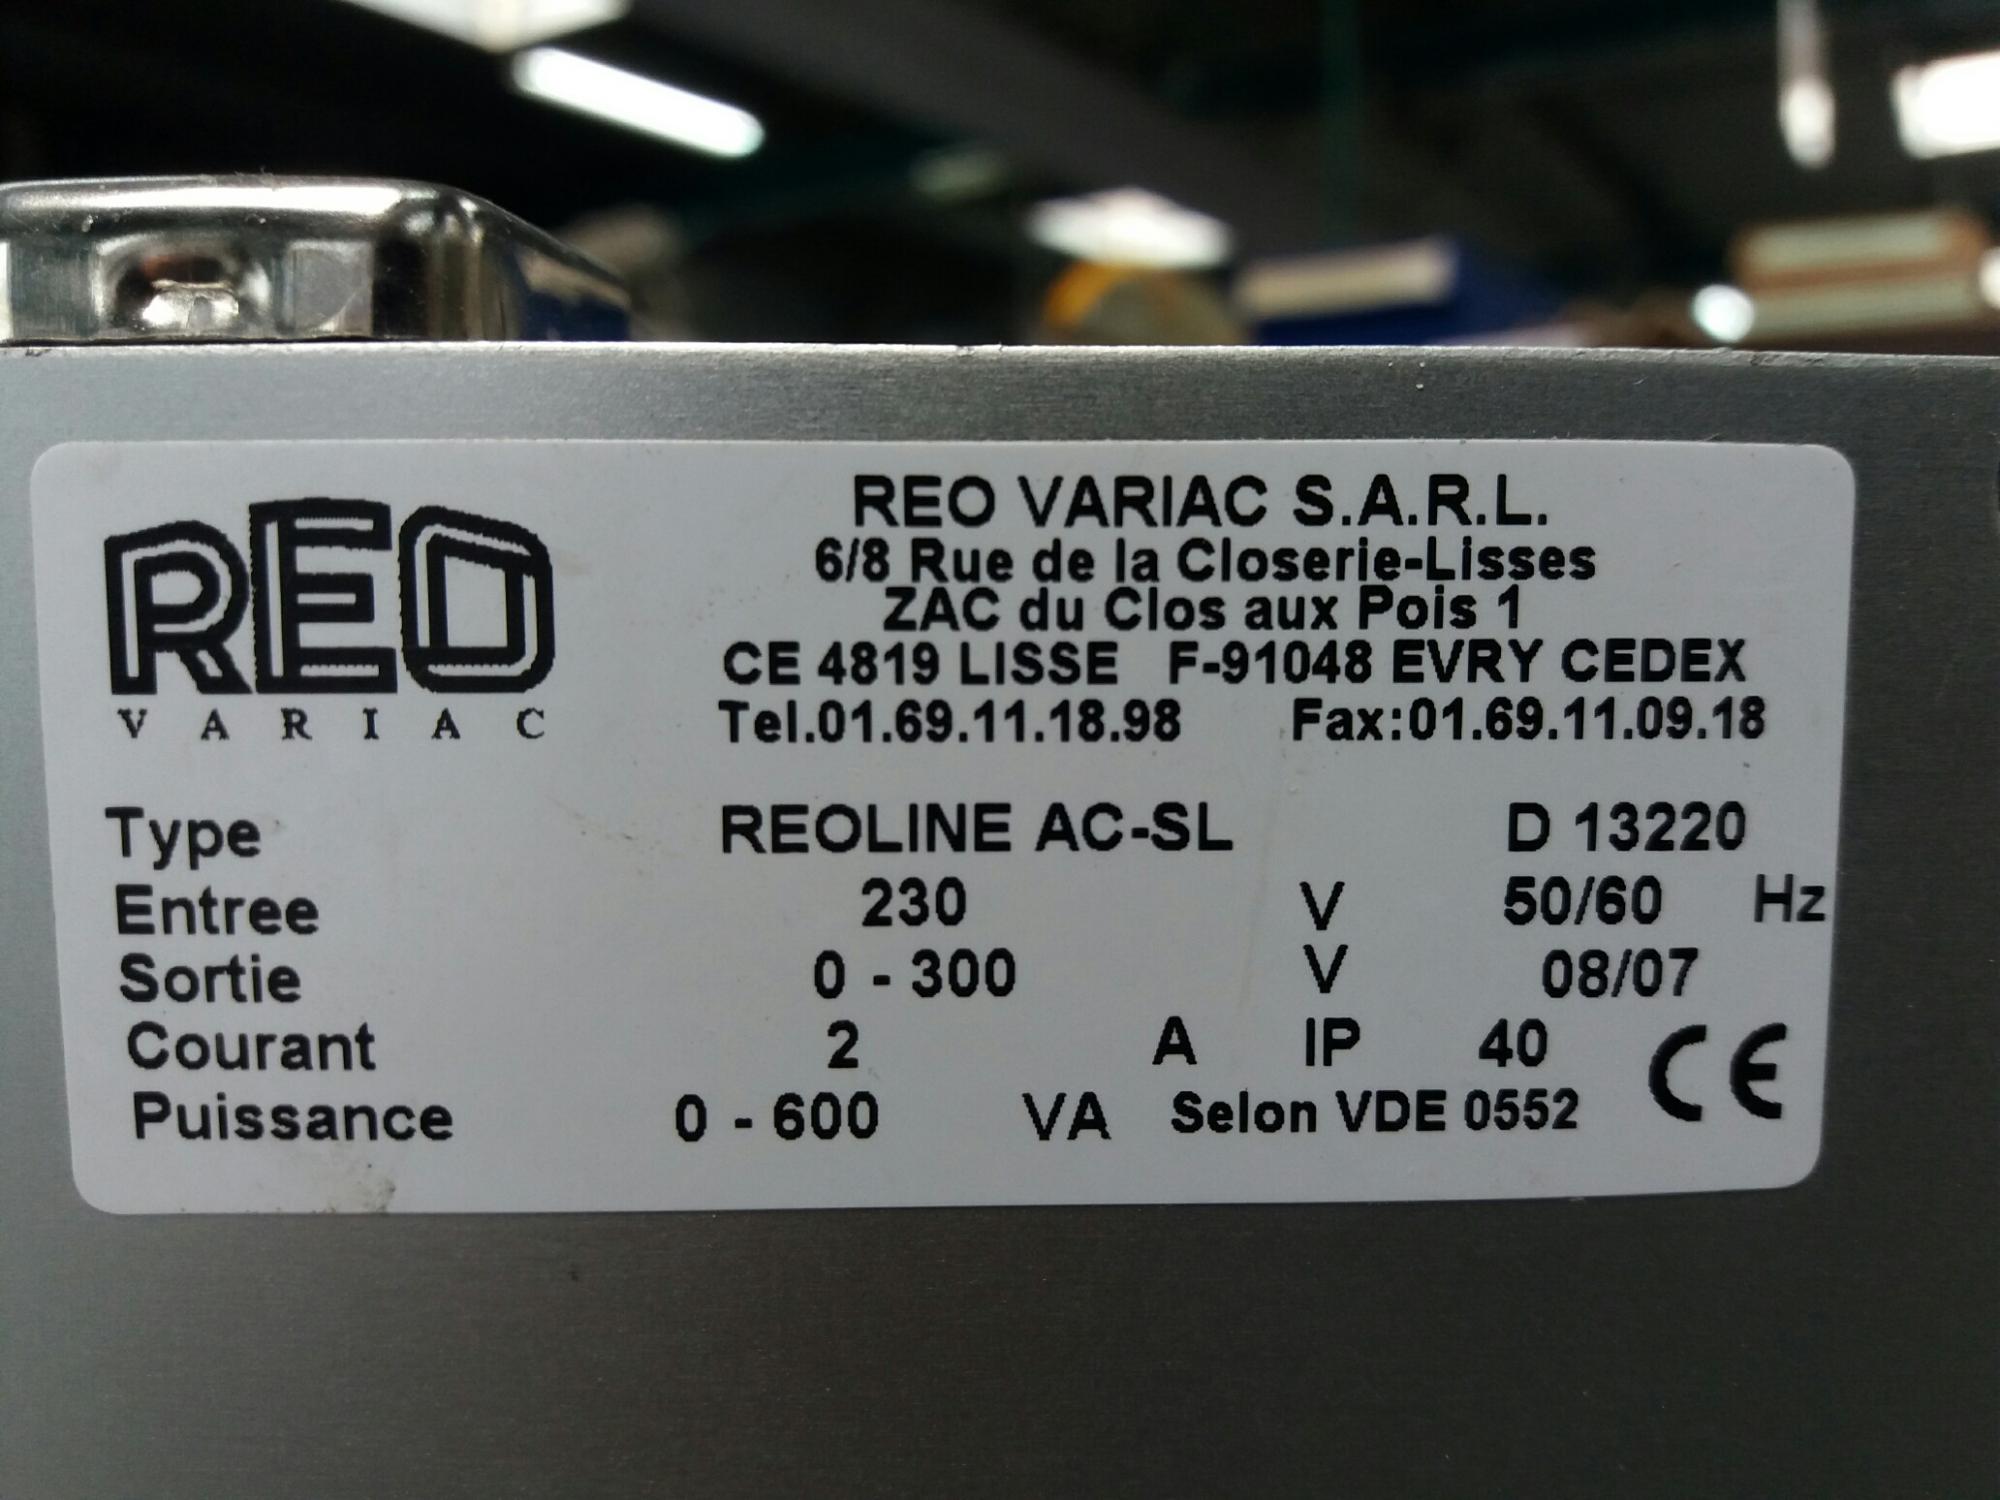 REO
VARIAC
REO VARIAC S.A.R.L.
6/8 Rue de la Closerie-Lisses
ZAC du Clos aux Pois 1
CE 4819 LISSE F-91048 EVRY CEDEX
Tel.01.69.11.18.98 Fax:01.69.11.09.18
Type REOLINE AC-SL D 13220
Entree 230 V 50/60 Hz
Sortie 0 - 300 V 08/07
Courant 2 A IP 40 CE
Puissance 0 - 600 VA Selon VDE 0552